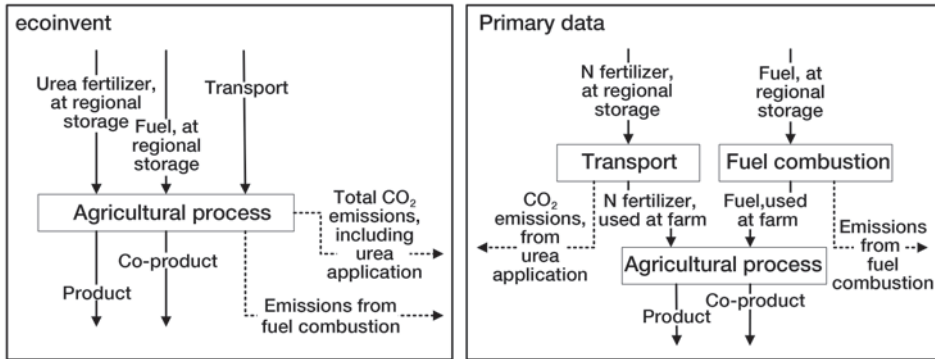 ecoinvent
Urea fertilizer,
at regional
storage
Fuel, at
regional
storage
Transport
Agricultural process
Total CO₂
emissions,
including
urea
application
Co-product
Product
Emissions from
fuel combustion
Primary data
N fertilizer,
at regional
storage
Fuel, at
regional
storage
Transport
Fuel combustion
CO₂
emissions,
from
urea
application
N fertilizer,
used at farm
Fuel,used
at farm
Emissions
from
fuel
combustion
Agricultural process
Co-product
Product